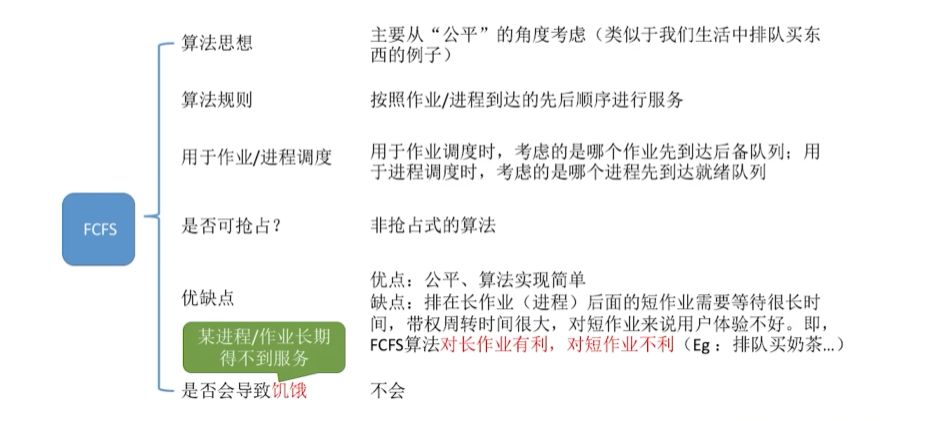 算法思想
主要从“公平”的角度考虑（类似于我们生活中排队买东
西的例子）
算法规则
按照作业/进程到达的先后顺序进行服务
用于作业/进程调度
用于作业调度时，考虑的是哪个作业先到达后备队列；用
于进程调度时，考虑的是哪个进程先到达就绪队列
FCFS
是否可抢占？
非抢占式的算法
优缺点
优点：公平、算法实现简单
缺点：排在长作业（进程）后面的短作业需要等待很长时
间，带权周转时间很大，对短作业来说用户体验不好。即，
FCFS算法对长作业有利，对短作业不利（Eg：排队买奶茶...）
某进程/作业长期
得不到服务
是否会导致饥饿
不会